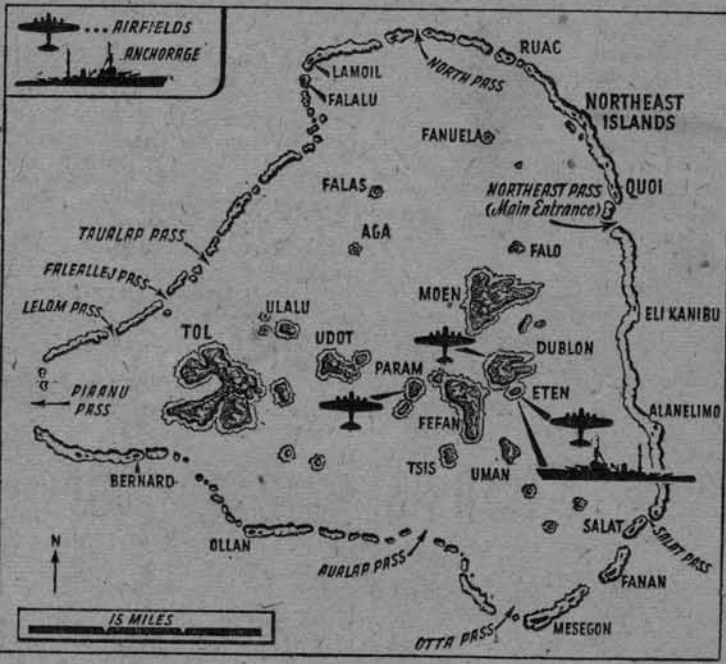 ... AIRFIELDS
ANCHORAGE
RUAC
LAMOIL
NORTH PASS
FALALU
NORTHEAST
ISLANDS
FANUELA
FALAS
QUOI
NORTHEAST PASS
(Main Entrance)
AGA
TAUALAP PASS
FALO
FALEALLEJ PASS
MOEN
LELOM PASS
ULALU
ELI KANIBU
TOL
UDOT
DUBLON
PARAM
PIAANU
PASS
ETEN
ALANELIMO
FEFAN
TSIS
UMAN
BERNARD
SALAT
SALAT PASS
OLLAN
N
AUALAP PASS
FANAN
15 MILES
OTTA PASS
MESEGON